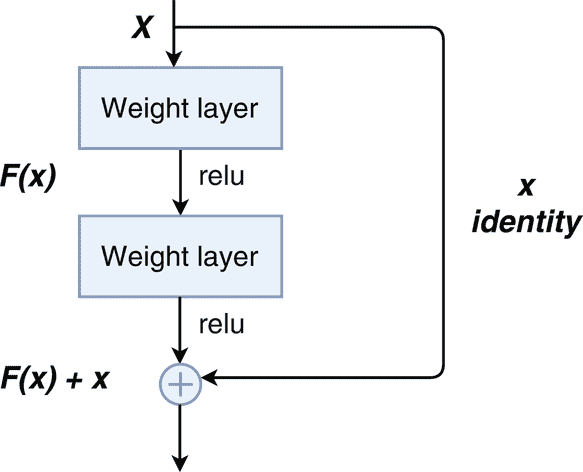 X
Weight layer
F(x)
relu
x
identity
Weight layer
relu
F(x) + x